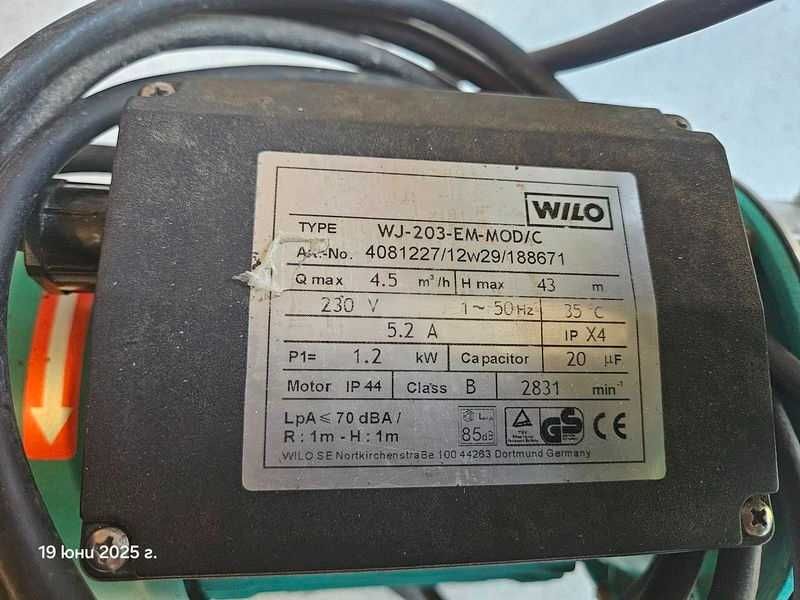 WILO
TYPE WJ-203-EM-MOD/C
Art.-No. 4081227/12w29/188671
Q max 4.5 m³/h H max 43 m
230 V 1~ 50Hz 35 °C
5.2 A IP X4
P1= 1.2 kW Capacitor 20 µF
Motor IP 44 Class B 2831 min⁻¹
LpA ≤ 70 dBA /
R : 1m - H : 1m
85dB
GS CE
WILO SE Nortkirchenstraße 100 44263 Dortmund Germany
19 юни 2025 г.